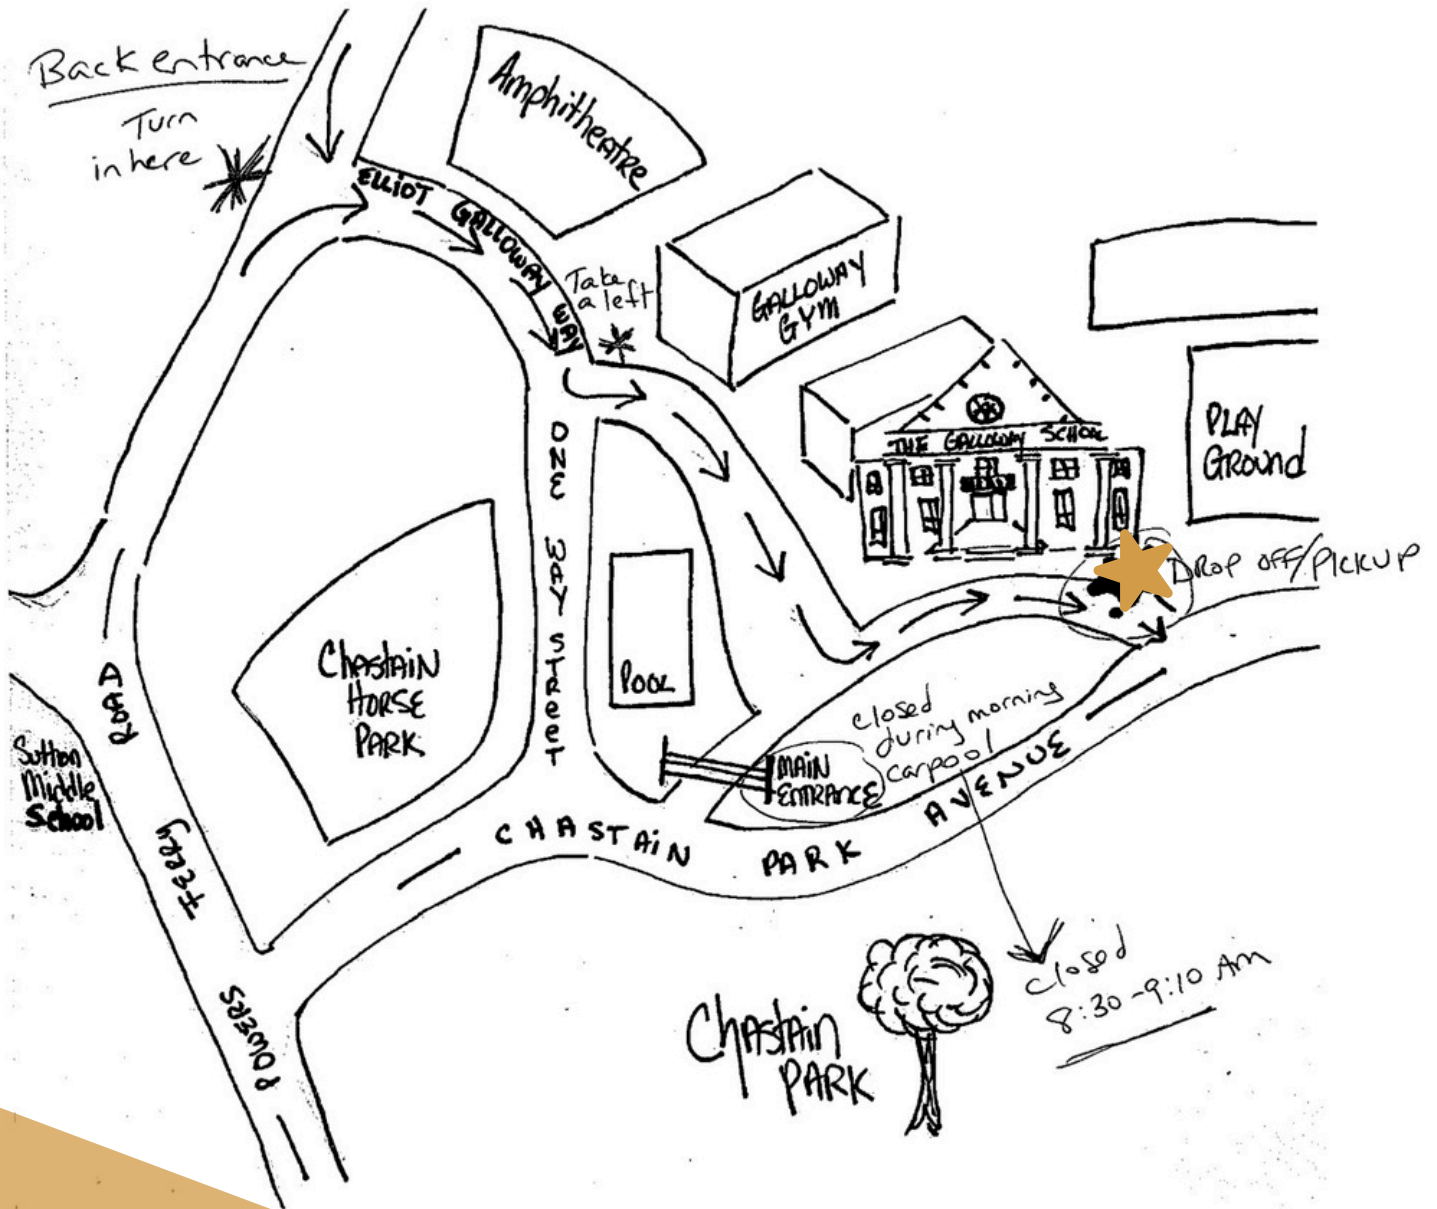 Back entrance
Turn
in here
Amphitheatre
ELLIOT GALLOWAY
Take
a left
GALLOWAY
GYM
THE GALLOWAY SCHOOL
PLAY
GROUND
DROP OFF/PICKUP
ONE WAY STREET
POOL
CHASTAIN
HORSE
PARK
Sutton
Middle
School
closed
during morning
carpool
MAIN
ENTRANCE
CHASTAIN PARK AVENUE
POWERS FERRY ROAD
Closed
8:30-9:10 AM
Chastain
PARK